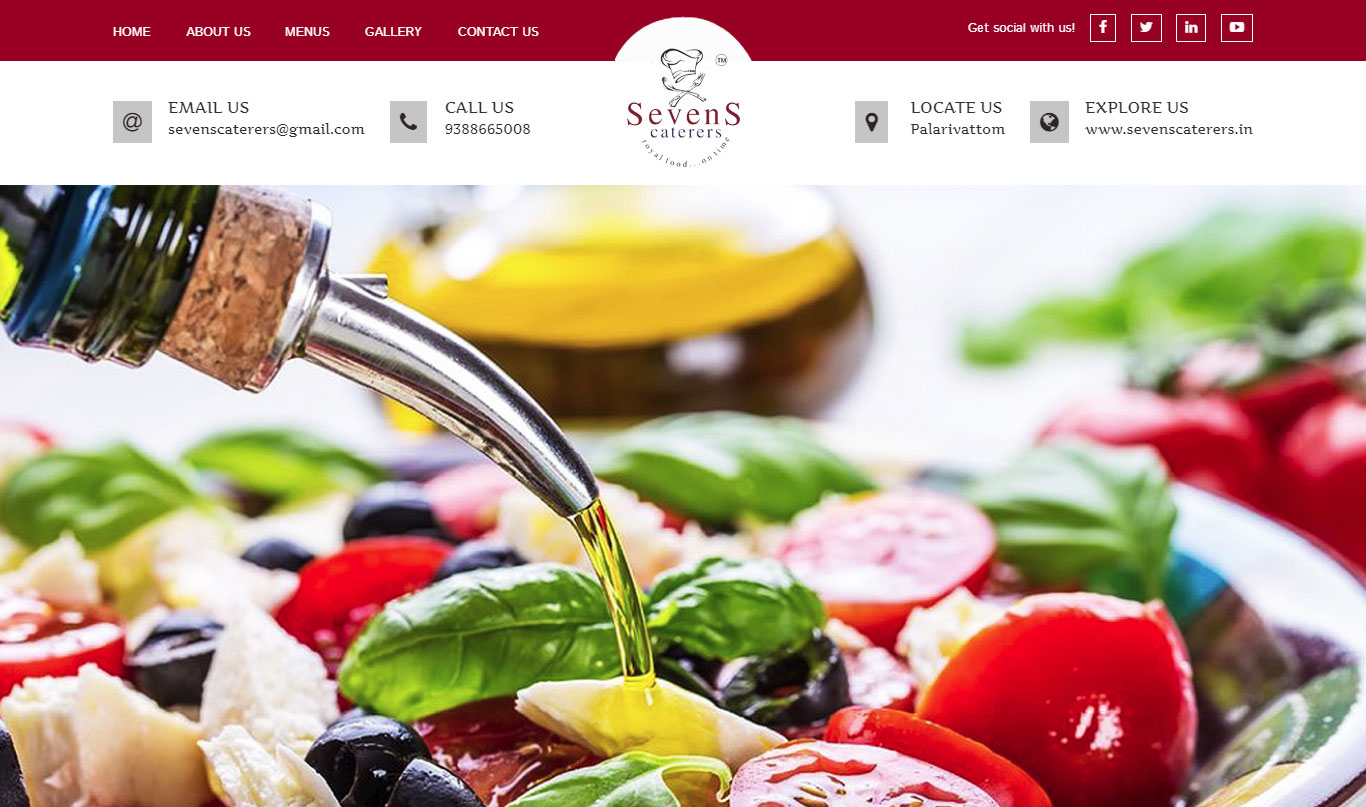 HOME ABOUT US MENUS GALLERY CONTACT US
Get social with us!
EMAIL US
sevenscaterers@gmail.com
CALL US
9388665008
TM
SevenS
caterers
royal food...on time
LOCATE US
Palarivattom
EXPLORE US
www.sevenscaterers.in